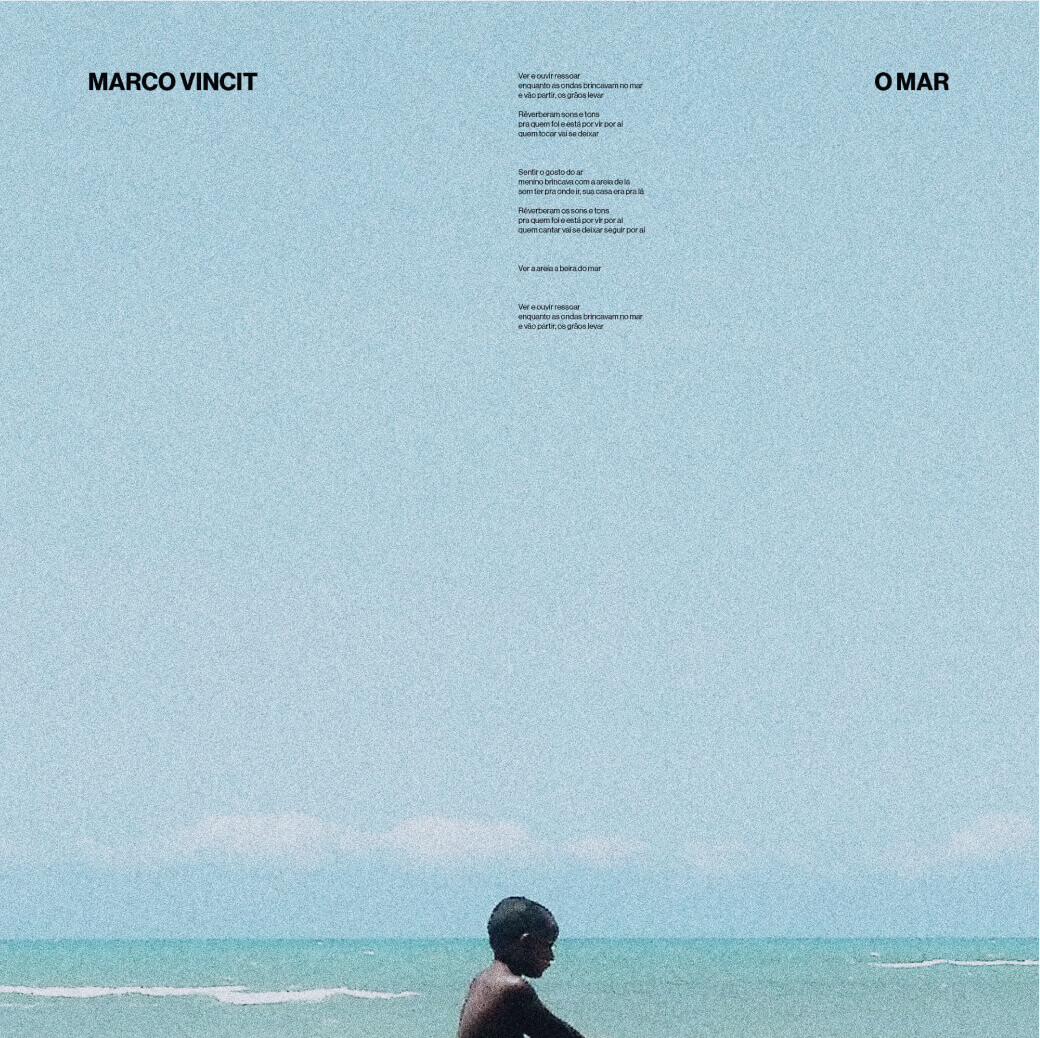 MARCO VINCIT
Ver e ouvir ressoar
enquanto as ondas brincavam no mar
e vão partir, os grãos levar
Réverberam sons e tons
pra quem foi e está por vir por aí
quem tocar vai se deixar
Sentir o gosto do ar
menino brincava com a areia de lá
sem ter pra onde ir, sua casa era pra lá
Réverberam os sons e tons
pra quem foi e está por vir por aí
quem cantar vai se deixar seguir por aí
Ver a areia a beira do mar
Ver e ouvir ressoar
enquanto as ondas brincavam no mar
e vão partir, os grãos levar
O MAR